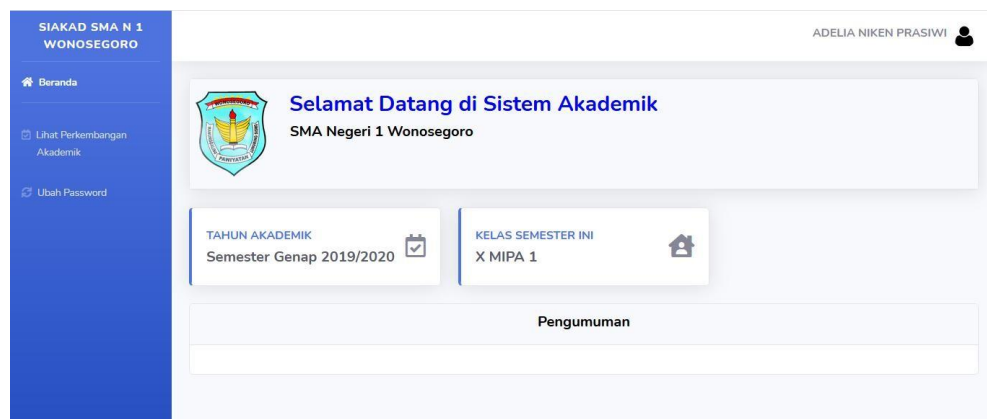 SIAKAD SMA N 1
WONOSEGORO
ADELIA NIKEN PRASIWI
Beranda
Lihat Perkembangan
Akademik
Ubah Password
Selamat Datang di Sistem Akademik
SMA Negeri 1 Wonosegoro
TAHUN AKADEMIK
Semester Genap 2019/2020
KELAS SEMESTER INI
X MIPA 1
Pengumuman